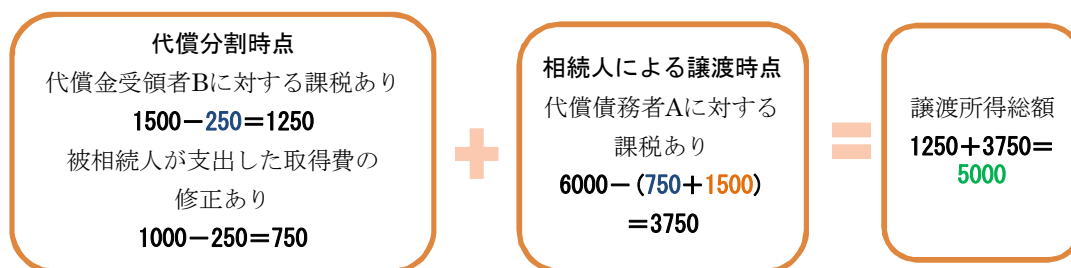 代償分割時点
代償金受領者Bに対する課税あり
1500−250=1250
被相続人が支出した取得費の
修正あり
1000−250=750
+
相続人による譲渡時点
代償債務者Aに対する
課税あり
6000−(750+1500)
=3750
=
譲渡所得総額
1250+3750=
5000